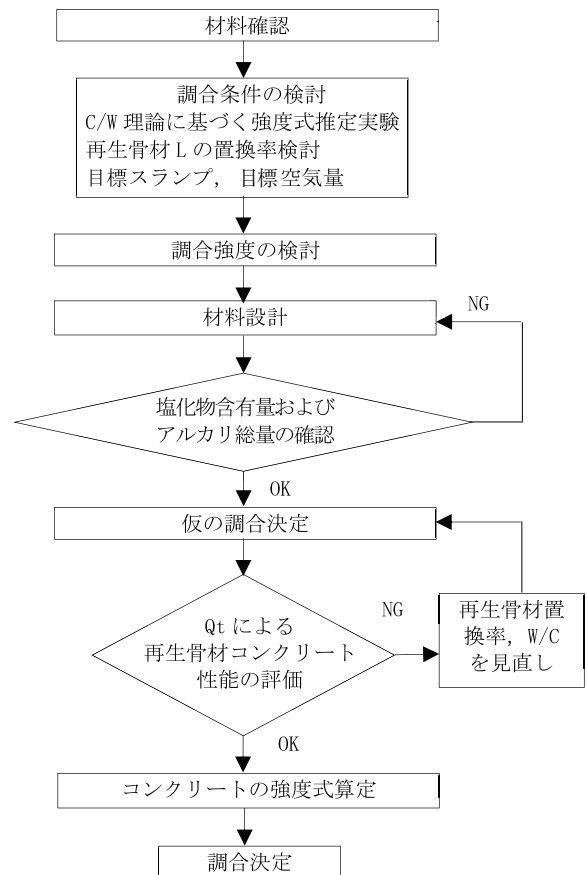 材料確認
調合条件の検討
C/W 理論に基づく強度式推定実験
再生骨材 L の置換率検討
目標スランプ，目標空気量
調合強度の検討
材料設計
NG
塩化物含有量および
アルカリ総量の確認
OK
仮の調合決定
Qt による
再生骨材コンクリート
性能の評価
NG
再生骨材置
換率，W/C
を見直し
OK
コンクリートの強度式算定
調合決定